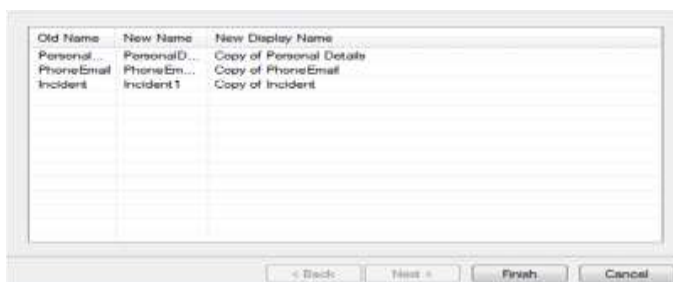 Old Name New Name New Display Name
Personal... PersonalD... Copy of Personal Details
PhoneEmail PhoneEm... Copy of PhoneEmail
Incident Incident1 Copy of Incident
< Back Next > Finish Cancel